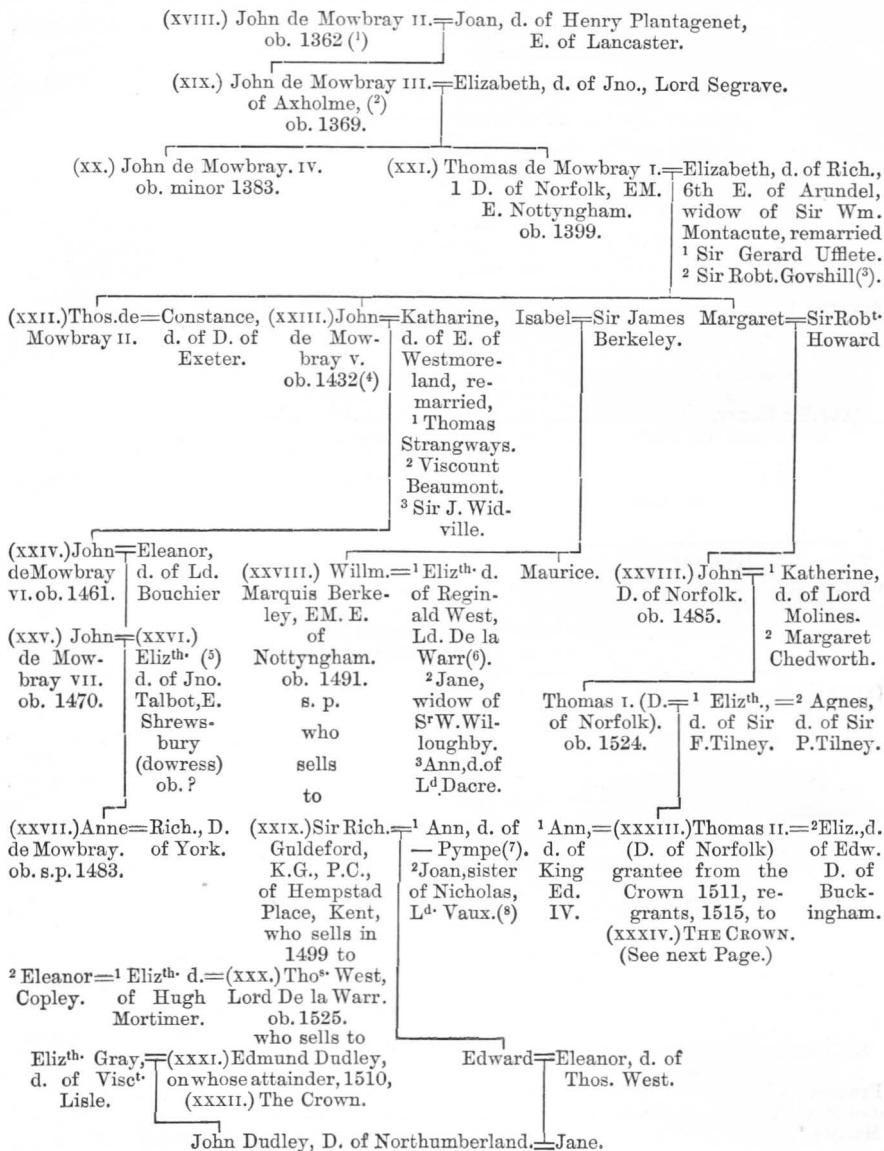 (XVIII.) John de Mowbray II.=Joan, d. of Henry Plantagenet,
ob. 1362 (¹) E. of Lancaster.
(XIX.) John de Mowbray III.=Elizabeth, d. of Jno., Lord Segrave.
of Axholme, (²)
ob. 1369.
(XX.) John de Mowbray. IV.
ob. minor 1383.
(XXI.) Thomas de Mowbray I.=Elizabeth, d. of Rich.,
1 D. of Norfolk, EM. 6th E. of Arundel,
E. Nottyngham. widow of Sir Wm.
ob. 1399. Montacute, remarried
¹ Sir Gerard Ufflete.
² Sir Robt. Govshill(³).
(XXII.)Thos.de=Constance,
Mowbray II. d. of D. of
Exeter.
(XXIII.)John=Katharine,
de Mow- d. of E. of
bray V. Westmore-
ob. 1432(⁴) land, re-
married,
¹ Thomas
Strangways.
² Viscount
Beaumont.
³ Sir J. Wid-
ville.
Isabel=Sir James
Berkeley.
Margaret=Sir Robt.
Howard
(XXIV.)John=Eleanor,
deMowbray d. of Ld.
VI. ob. 1461. Bouchier
(XXV.) John=(XXVI.)
de Mow- Elizth. (⁵)
bray VII. d. of Jno.
ob. 1470. Talbot, E.
Shrews-
bury
(dowress)
ob. ?
(XXVIII.) Willm.=¹ Elizth. d.
Marquis Berke- of Regin-
ley, EM. E. ald West,
of Ld. De la
Nottyngham. Warr(⁶).
ob. 1491. ² Jane,
s. p. widow of
who Sr W. Wil-
sells loughby.
to ³ Ann, d. of
Ld. Dacre.
Maurice.
(XXVIII.) John=¹ Katherine,
D. of Norfolk. d. of Lord
ob. 1485. Molines.
² Margaret
Chedworth.
Thomas I. (D.=¹ Elizth., =² Agnes,
of Norfolk). d. of Sir d. of Sir
ob. 1524. F. Tilney. P. Tilney.
(XXVII.)Anne=Rich., D.
de Mowbray. of York.
ob. s.p. 1483.
(XXIX.)Sir Rich.=¹ Ann, d. of
Guldeford, — Pympe(⁷).
K.G., P.C., ² Joan, sister
of Hempstad of Nicholas,
Place, Kent, Ld. Vaux.(⁸)
who sells in
1499 to
¹ Ann,=(XXXIII.)Thomas II.=² Eliz., d.
d. of (D. of Norfolk) of Edw.
King grantee from the D. of
Ed. Crown 1511, re- Buck-
IV. grants, 1515, to ingham.
(XXXIV.) THE CROWN.
(See next Page.)
² Eleanor=¹ Elizth. d.=(XXX.) Thos. West,
Copley. of Hugh Lord De la Warr.
Mortimer. ob. 1525.
who sells to
Elizth. Gray,=(XXXI.) Edmund Dudley,
d. of Visct. on whose attainder, 1510,
Lisle. (XXXII.) The Crown.
Edward=Eleanor, d. of
Thos. West.
John Dudley, D. of Northumberland.=Jane.